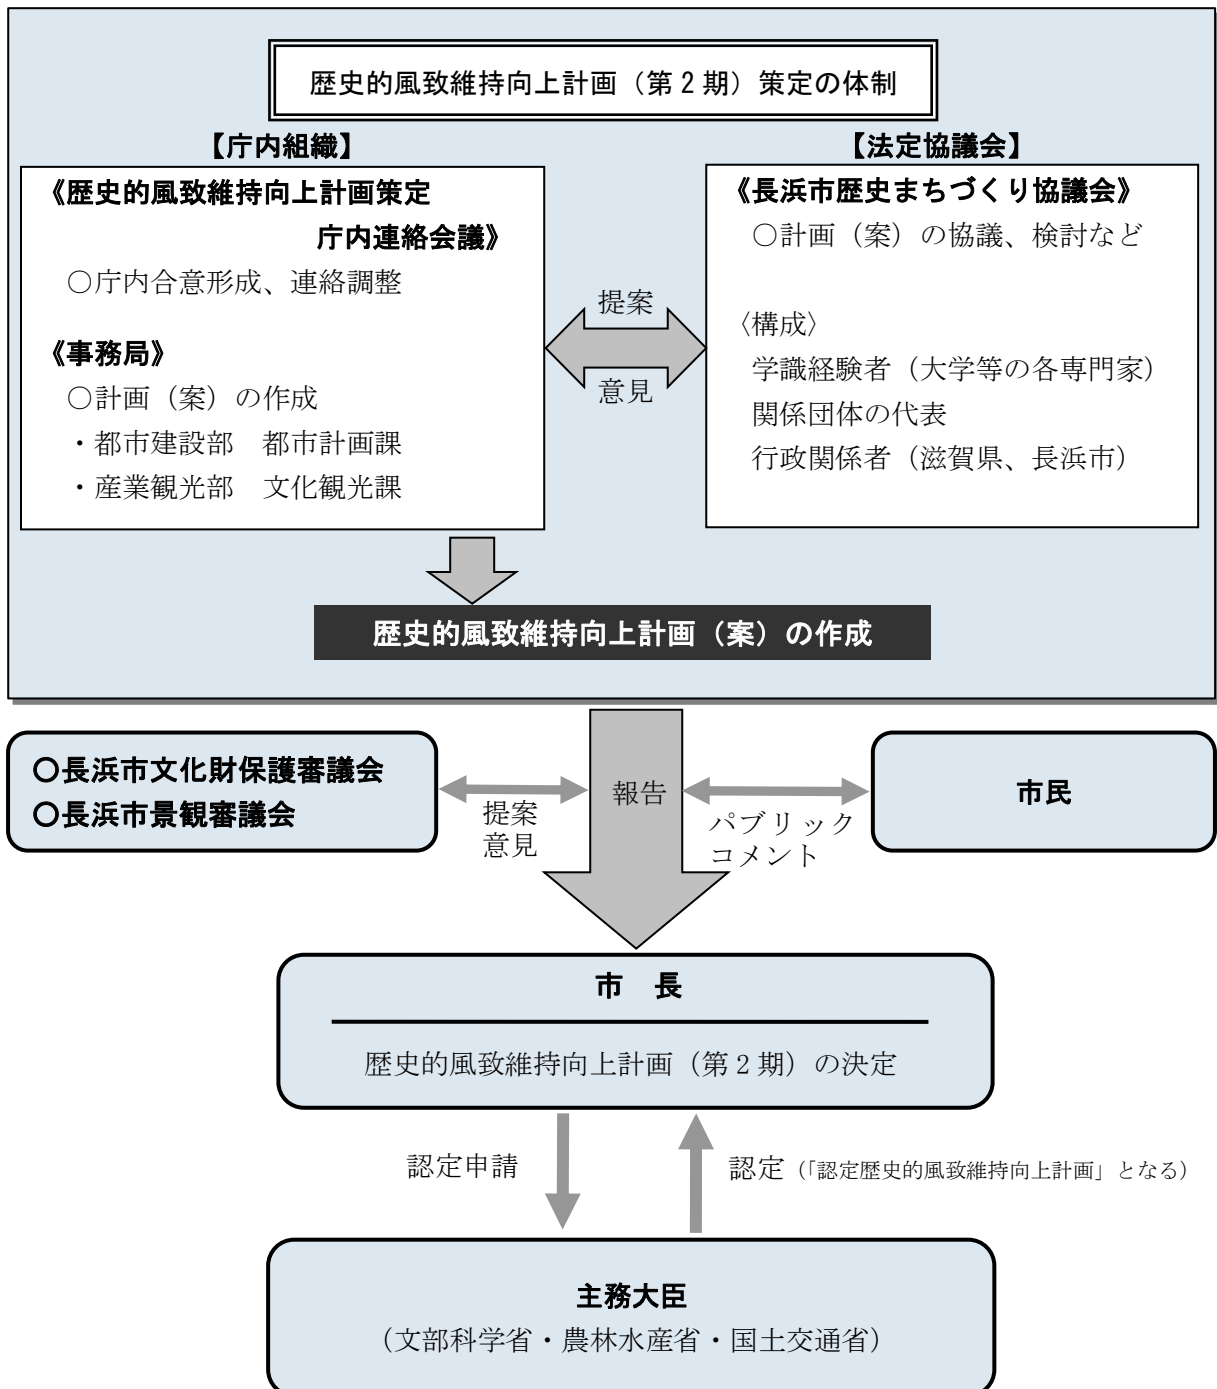 歴史的風致維持向上計画（第２期）策定の体制
【庁内組織】
《歴史的風致維持向上計画策定
庁内連絡会議》
○庁内合意形成、連絡調整
《事務局》
○計画（案）の作成
・都市建設部　都市計画課
・産業観光部　文化観光課
提案
意見
【法定協議会】
《長浜市歴史まちづくり協議会》
○計画（案）の協議、検討など
〈構成〉
学識経験者（大学等の各専門家）
関係団体の代表
行政関係者（滋賀県、長浜市）
歴史的風致維持向上計画（案）の作成
○長浜市文化財保護審議会
○長浜市景観審議会
提案
意見
報告
パブリック
コメント
市民
市　長
歴史的風致維持向上計画（第２期）の決定
認定申請
認定（「認定歴史的風致維持向上計画」となる）
主務大臣
（文部科学省・農林水産省・国土交通省）